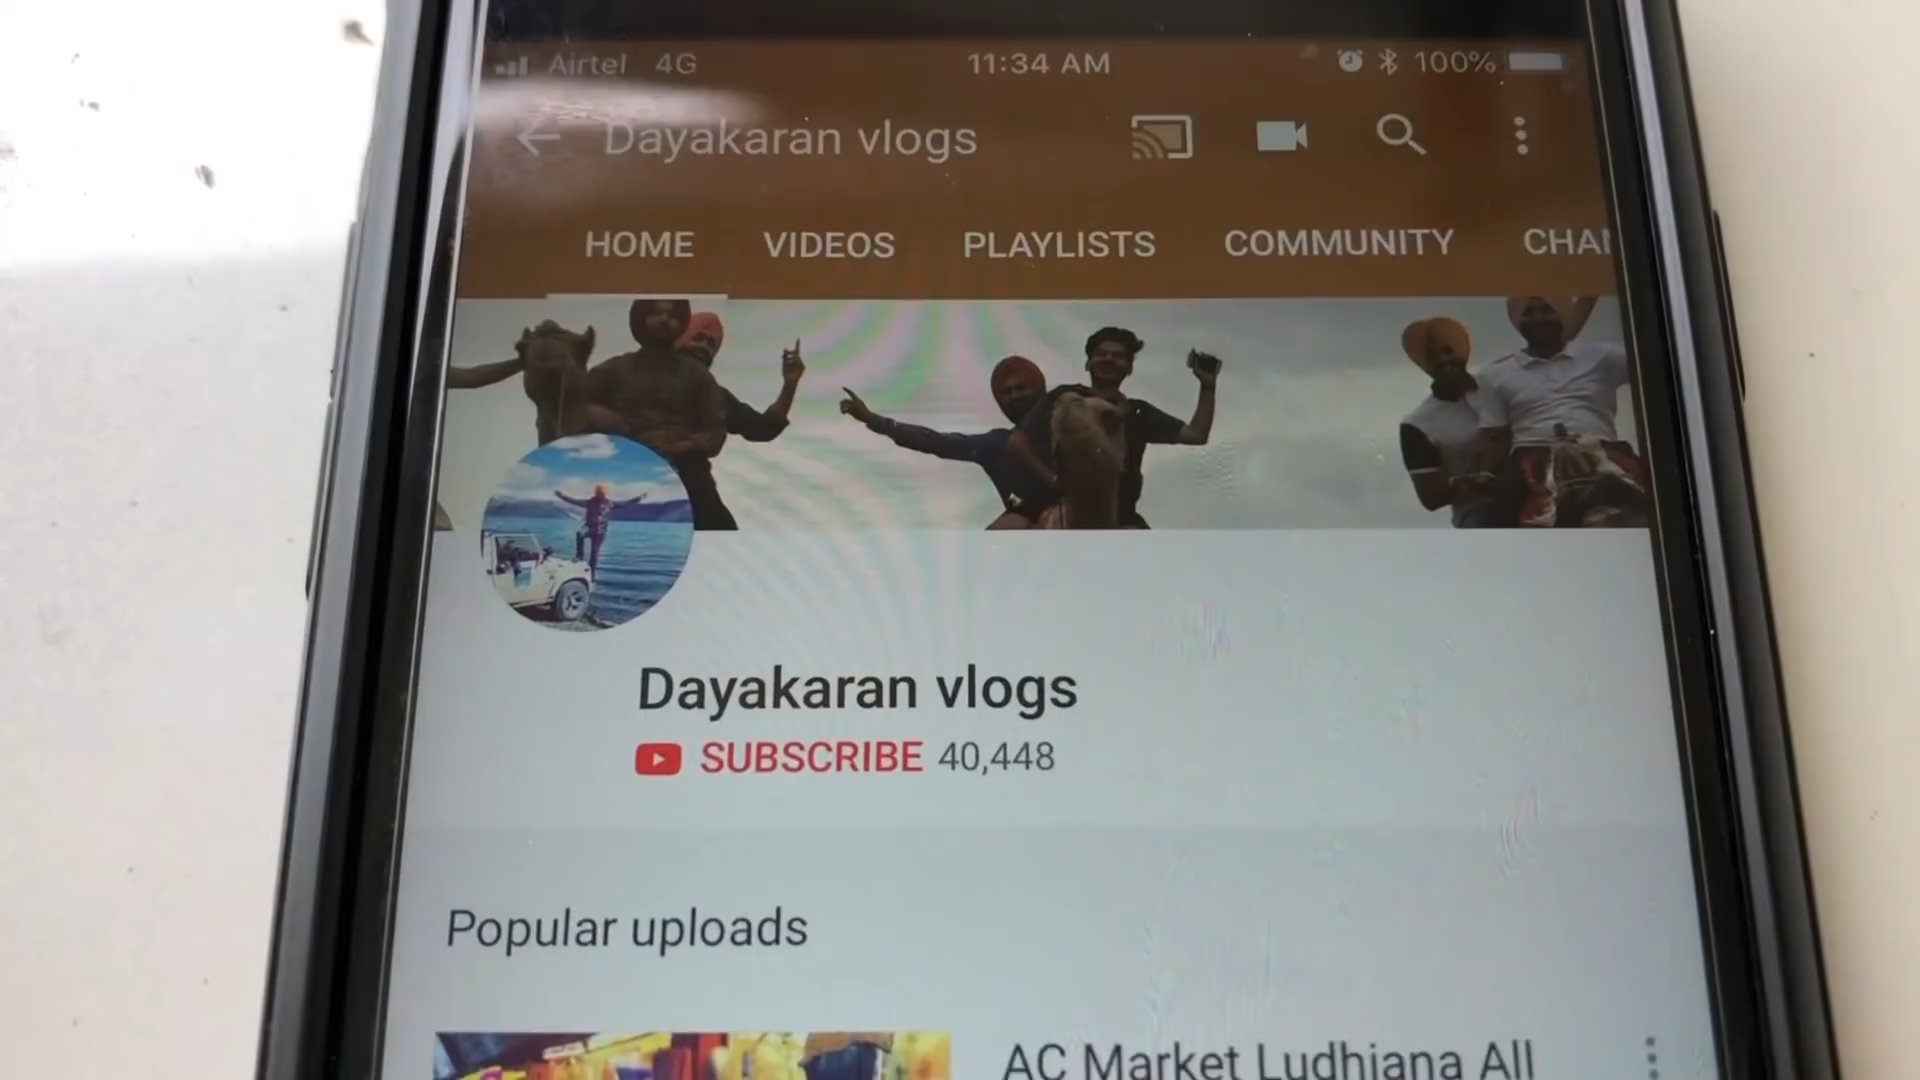 Airtel 4G 11:34 AM 100%
Dayakaran vlogs
HOME VIDEOS PLAYLISTS COMMUNITY CHA
Dayakaran vlogs
SUBSCRIBE 40,448
Popular uploads
AC Market Ludhiana All